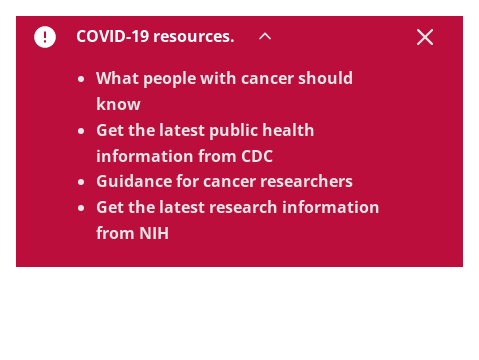 COVID-19 resources.
What people with cancer should
know
Get the latest public health
information from CDC
Guidance for cancer researchers
Get the latest research information
from NIH